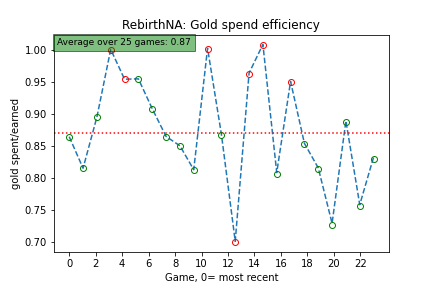 RebirthNA: Gold spend efficiency
Average over 25 games: 0.87
1.00
0.95
0.90
0.85
0.80
0.75
0.70
gold spent/earned
0 2 4 6 8 10 12 14 16 18 20 22
Game, 0= most recent